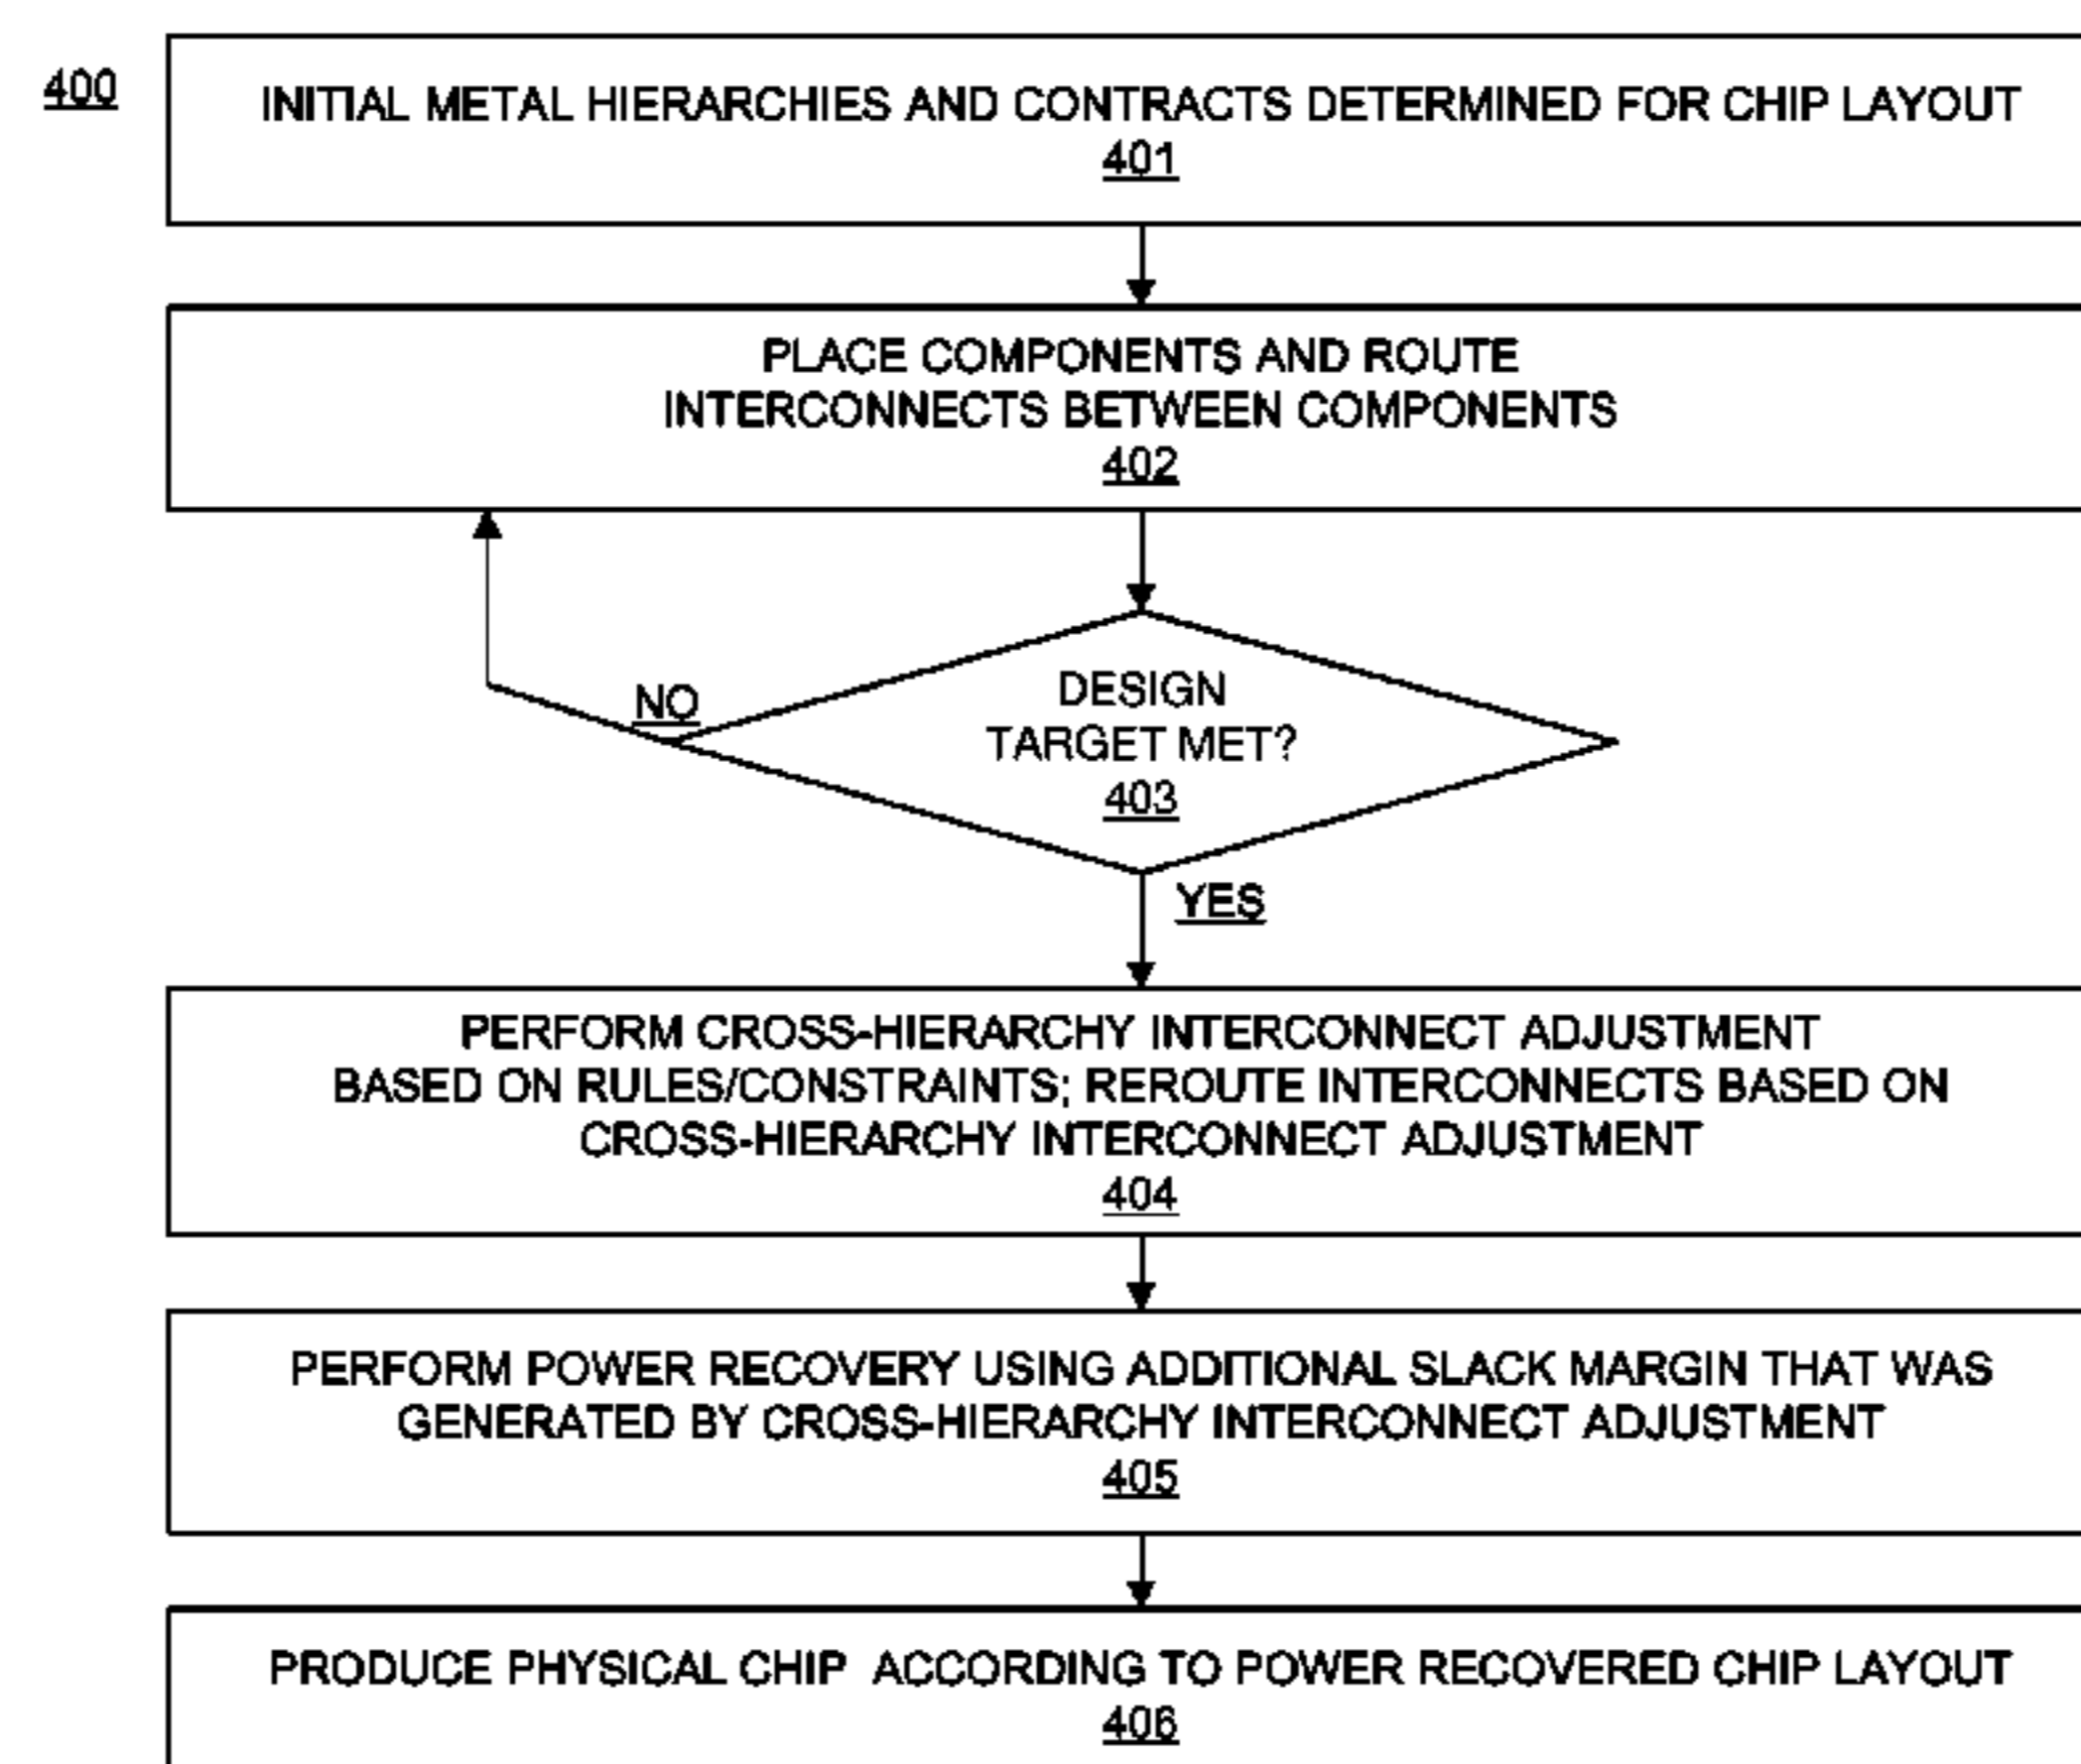 400
INITIAL METAL HIERARCHIES AND CONTRACTS DETERMINED FOR CHIP LAYOUT
401
PLACE COMPONENTS AND ROUTE
INTERCONNECTS BETWEEN COMPONENTS
402
NO
DESIGN
TARGET MET?
403
YES
PERFORM CROSS-HIERARCHY INTERCONNECT ADJUSTMENT
BASED ON RULES/CONSTRAINTS; REROUTE INTERCONNECTS BASED ON
CROSS-HIERARCHY INTERCONNECT ADJUSTMENT
404
PERFORM POWER RECOVERY USING ADDITIONAL SLACK MARGIN THAT WAS
GENERATED BY CROSS-HIERARCHY INTERCONNECT ADJUSTMENT
405
PRODUCE PHYSICAL CHIP ACCORDING TO POWER RECOVERED CHIP LAYOUT
406